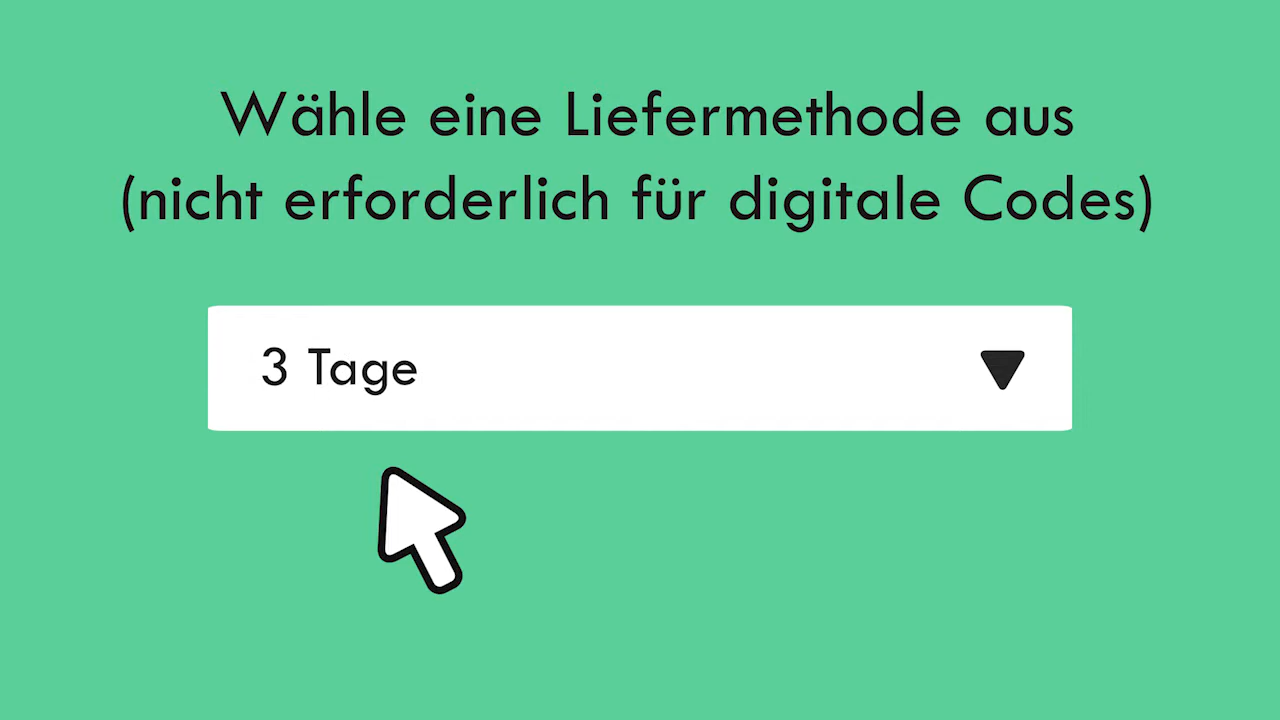 Wähle eine Liefermethode aus
(nicht erforderlich für digitale Codes)
3 Tage